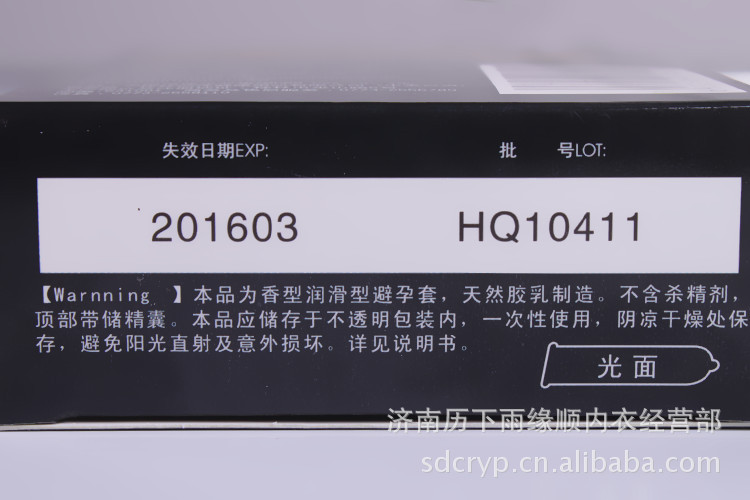 失效日期EXP: 批 号LOT:
201603 HQ10411
【Warnning 】本品为香型润滑型避孕套，天然胶乳制造。不含杀精剂，
顶部带储精囊。本品应储存于不透明包装内，一次性使用，阴凉干燥处保
存，避免阳光直射及意外损坏。详见说明书。
光面
济南历下雨缘顺内衣经营部
sdcryp.cn.alibaba.com